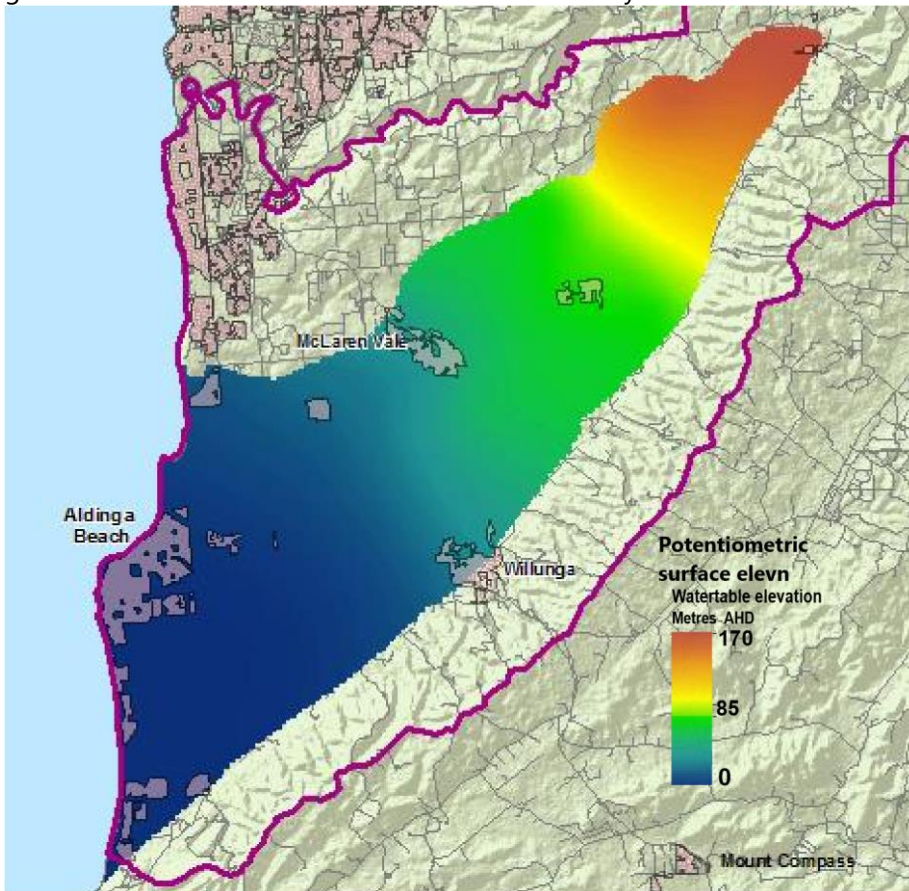 McLaren Vale
Aldinga
Beach
Willunga
Potentiometric
surface elevn
Watertable elevation
Metres AHD
170
85
0
Mount Compass